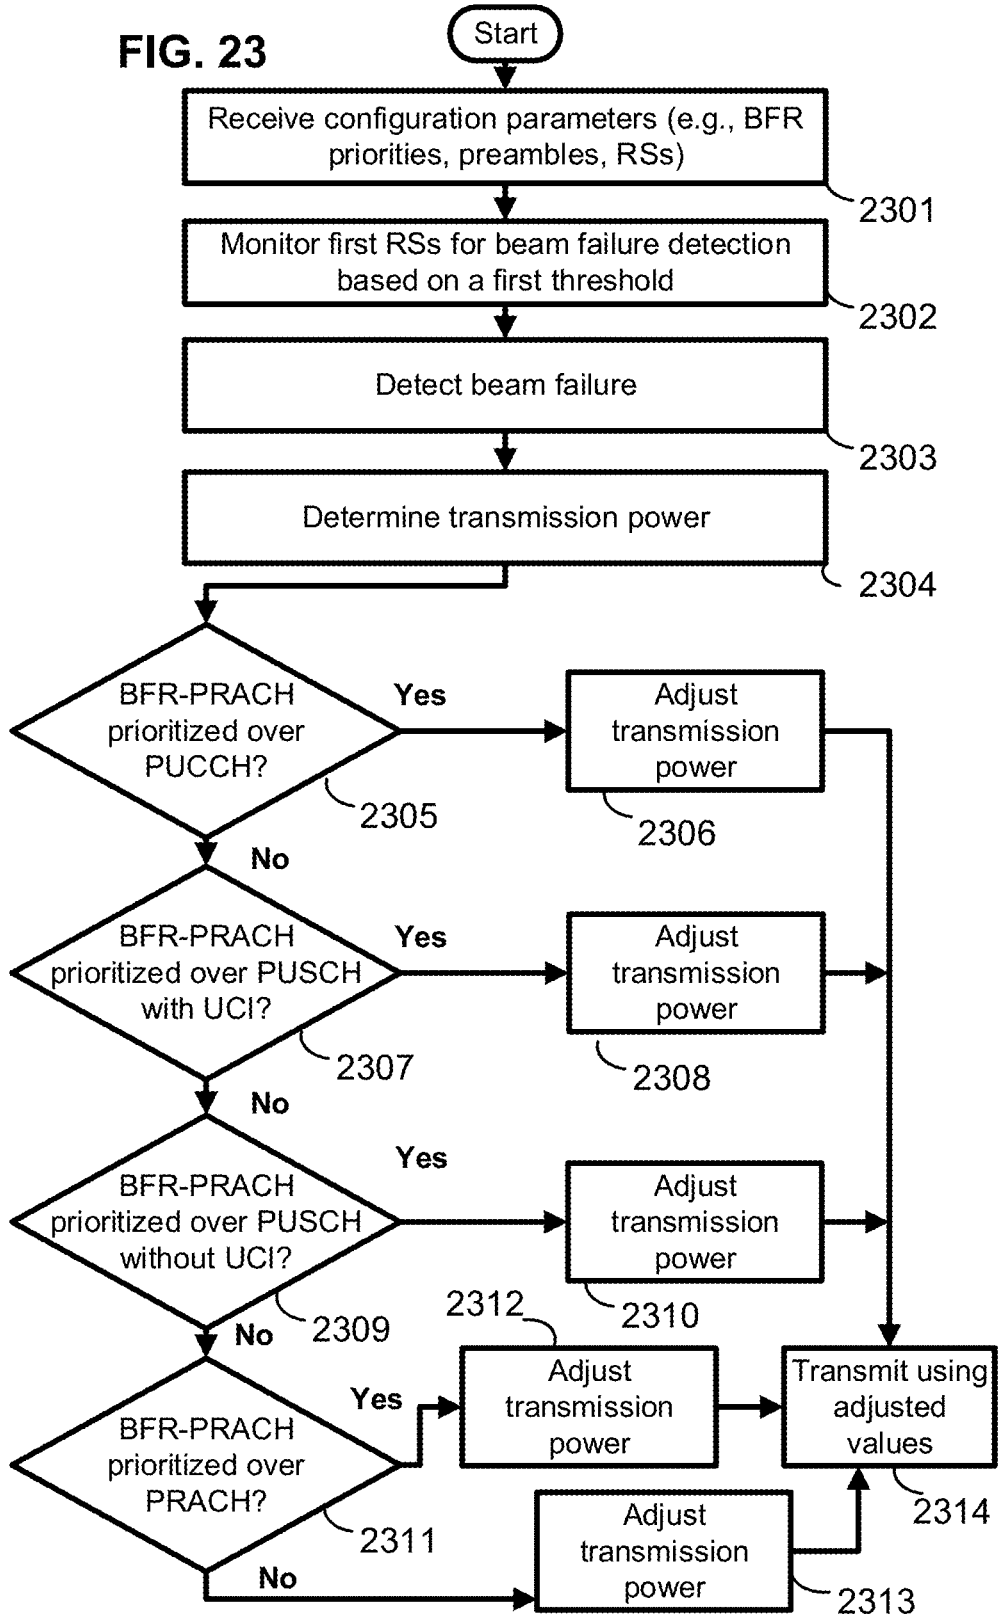 FIG. 23
Start
Receive configuration parameters (e.g., BFR
priorities, preambles, RSs)
2301
Monitor first RSs for beam failure detection
based on a first threshold
2302
Detect beam failure
2303
Determine transmission power
2304
BFR-PRACH
prioritized over
PUCCH?
2305
Yes
Adjust
transmission
power
2306
No
BFR-PRACH
prioritized over PUSCH
with UCI?
2307
Yes
Adjust
transmission
power
2308
No
BFR-PRACH
prioritized over PUSCH
without UCI?
2309
Yes
Adjust
transmission
power
2310
No
BFR-PRACH
prioritized over
PRACH?
2311
Yes
2312
Adjust
transmission
power
Transmit using
adjusted
values
2314
No
Adjust
transmission
power
2313